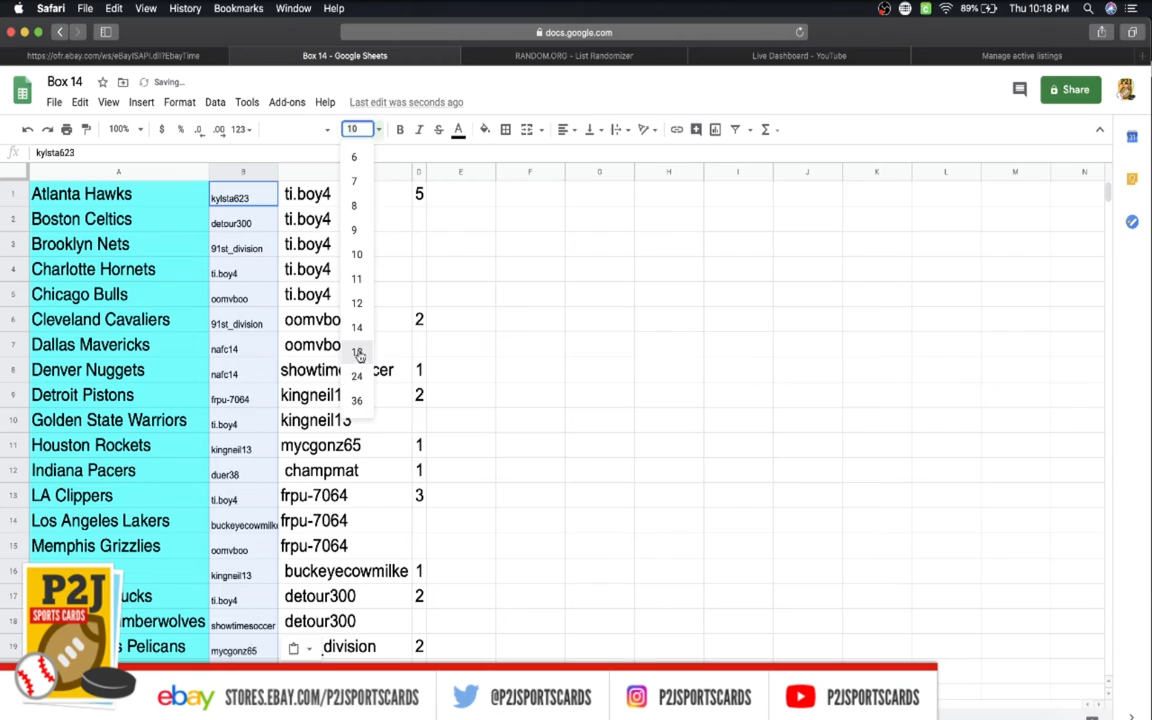 Safari File Edit View History Bookmarks Window Help 89% Thu 10:18 PM
docs.google.com
https://ofr.ebay.com/ws/eBayISAPI.dll?EbayTime Box 14 - Google Sheets RANDOM.ORG - List Randomizer Live Dashboard - YouTube Manage active listings
Box 14 Saving...
File Edit View Insert Format Data Tools Add-ons Help Last edit was seconds ago Share
100% $ % .0 .00 123 10 B I S A
fx kylsta623
A B D E F G H I J K L M N
1 Atlanta Hawks kylsta623 ti.boy4 5
2 Boston Celtics detour300 ti.boy4
3 Brooklyn Nets 91st_division ti.boy4
4 Charlotte Hornets ti.boy4 ti.boy4
5 Chicago Bulls oomvboo ti.boy4
6 Cleveland Cavaliers 91st_division oomvbo 2
7 Dallas Mavericks nafc14 oomvbo
8 Denver Nuggets nafc14 showtim cer 1
9 Detroit Pistons frpu-7064 kingneil1 2
10 Golden State Warriors ti.boy4 kingneil13
11 Houston Rockets kingneil13 mycgonz65 1
12 Indiana Pacers duer38 champmat 1
13 LA Clippers ti.boy4 frpu-7064 3
14 Los Angeles Lakers buckeyecowmilke frpu-7064
15 Memphis Grizzlies oomvboo frpu-7064
16 kingneil13 buckeyecowmilke 1
17 ucks ti.boy4 detour300 2
18 mberwolves showtimesoccer detour300
19 s Pelicans mycgonz65 division 2
6
7
8
9
10
11
12
14
24
36
P2J
SPORTS CARDS
ebay STORES.EBAY.COM/P2JSPORTSCARDS @P2JSPORTSCARDS P2JSPORTSCARDS P2JSPORTSCARDS